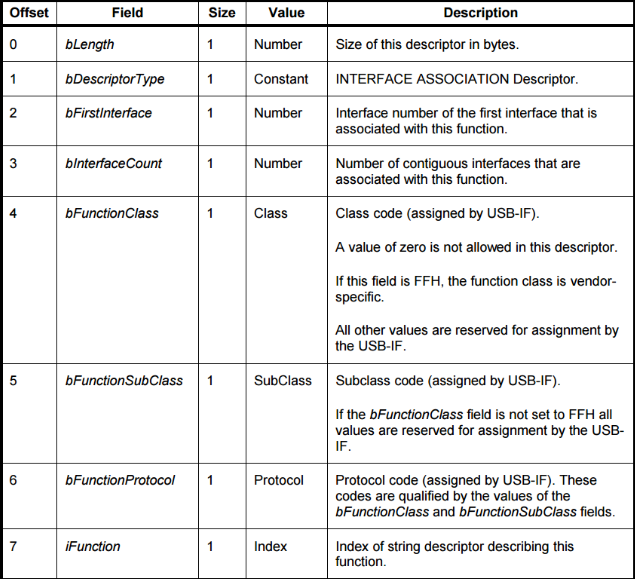 Offset Field Size Value Description
0 bLength 1 Number Size of this descriptor in bytes.
1 bDescriptorType 1 Constant INTERFACE ASSOCIATION Descriptor.
2 bFirstInterface 1 Number Interface number of the first interface that is
associated with this function.
3 bInterfaceCount 1 Number Number of contiguous interfaces that are
associated with this function.
4 bFunctionClass 1 Class Class code (assigned by USB-IF).
A value of zero is not allowed in this descriptor.
If this field is FFH, the function class is vendor-
specific.
All other values are reserved for assignment by
the USB-IF.
5 bFunctionSubClass 1 SubClass Subclass code (assigned by USB-IF).
If the bFunctionClass field is not set to FFH all
values are reserved for assignment by the USB-
IF.
6 bFunctionProtocol 1 Protocol Protocol code (assigned by USB-IF). These
codes are qualified by the values of the
bFunctionClass and bFunctionSubClass fields.
7 iFunction 1 Index Index of string descriptor describing this
function.